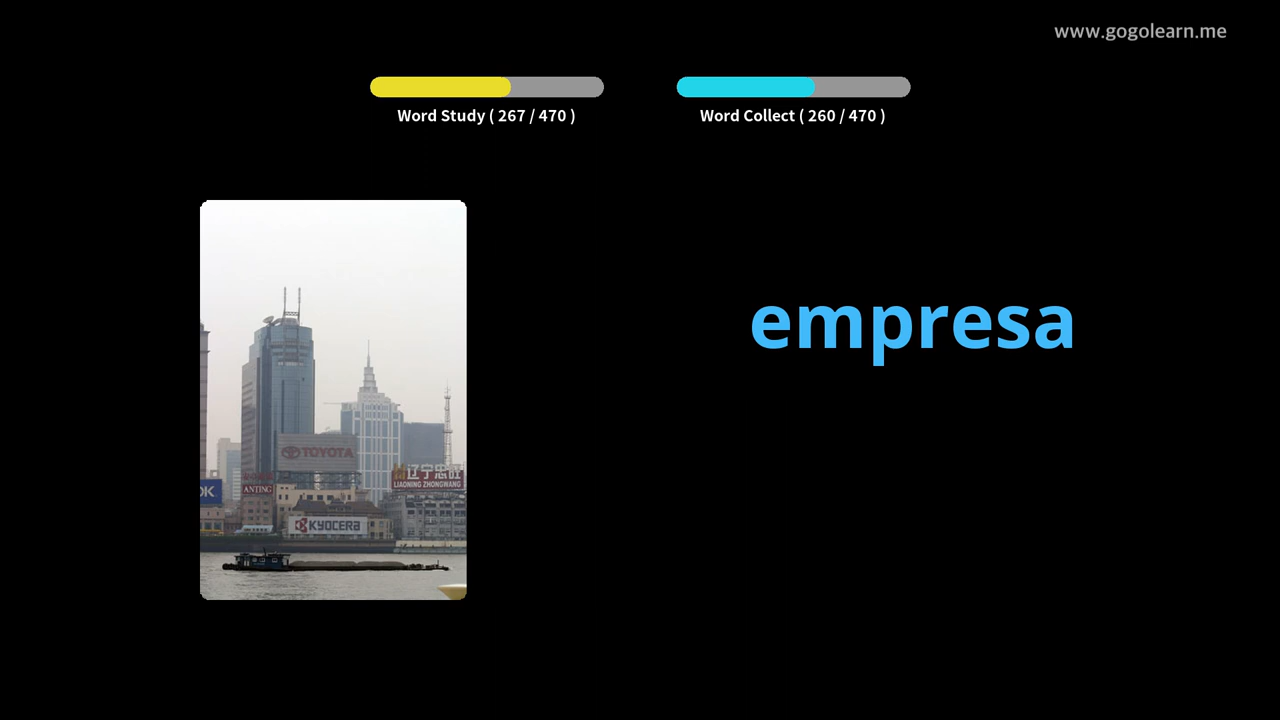 www.gogolearn.me
Word Study ( 267 / 470 )
Word Collect ( 260 / 470 )
empresa
TOYOTA
辽宁忠旺
LIAONING ZHONGWANG
OK
ANTING
KYOCERA